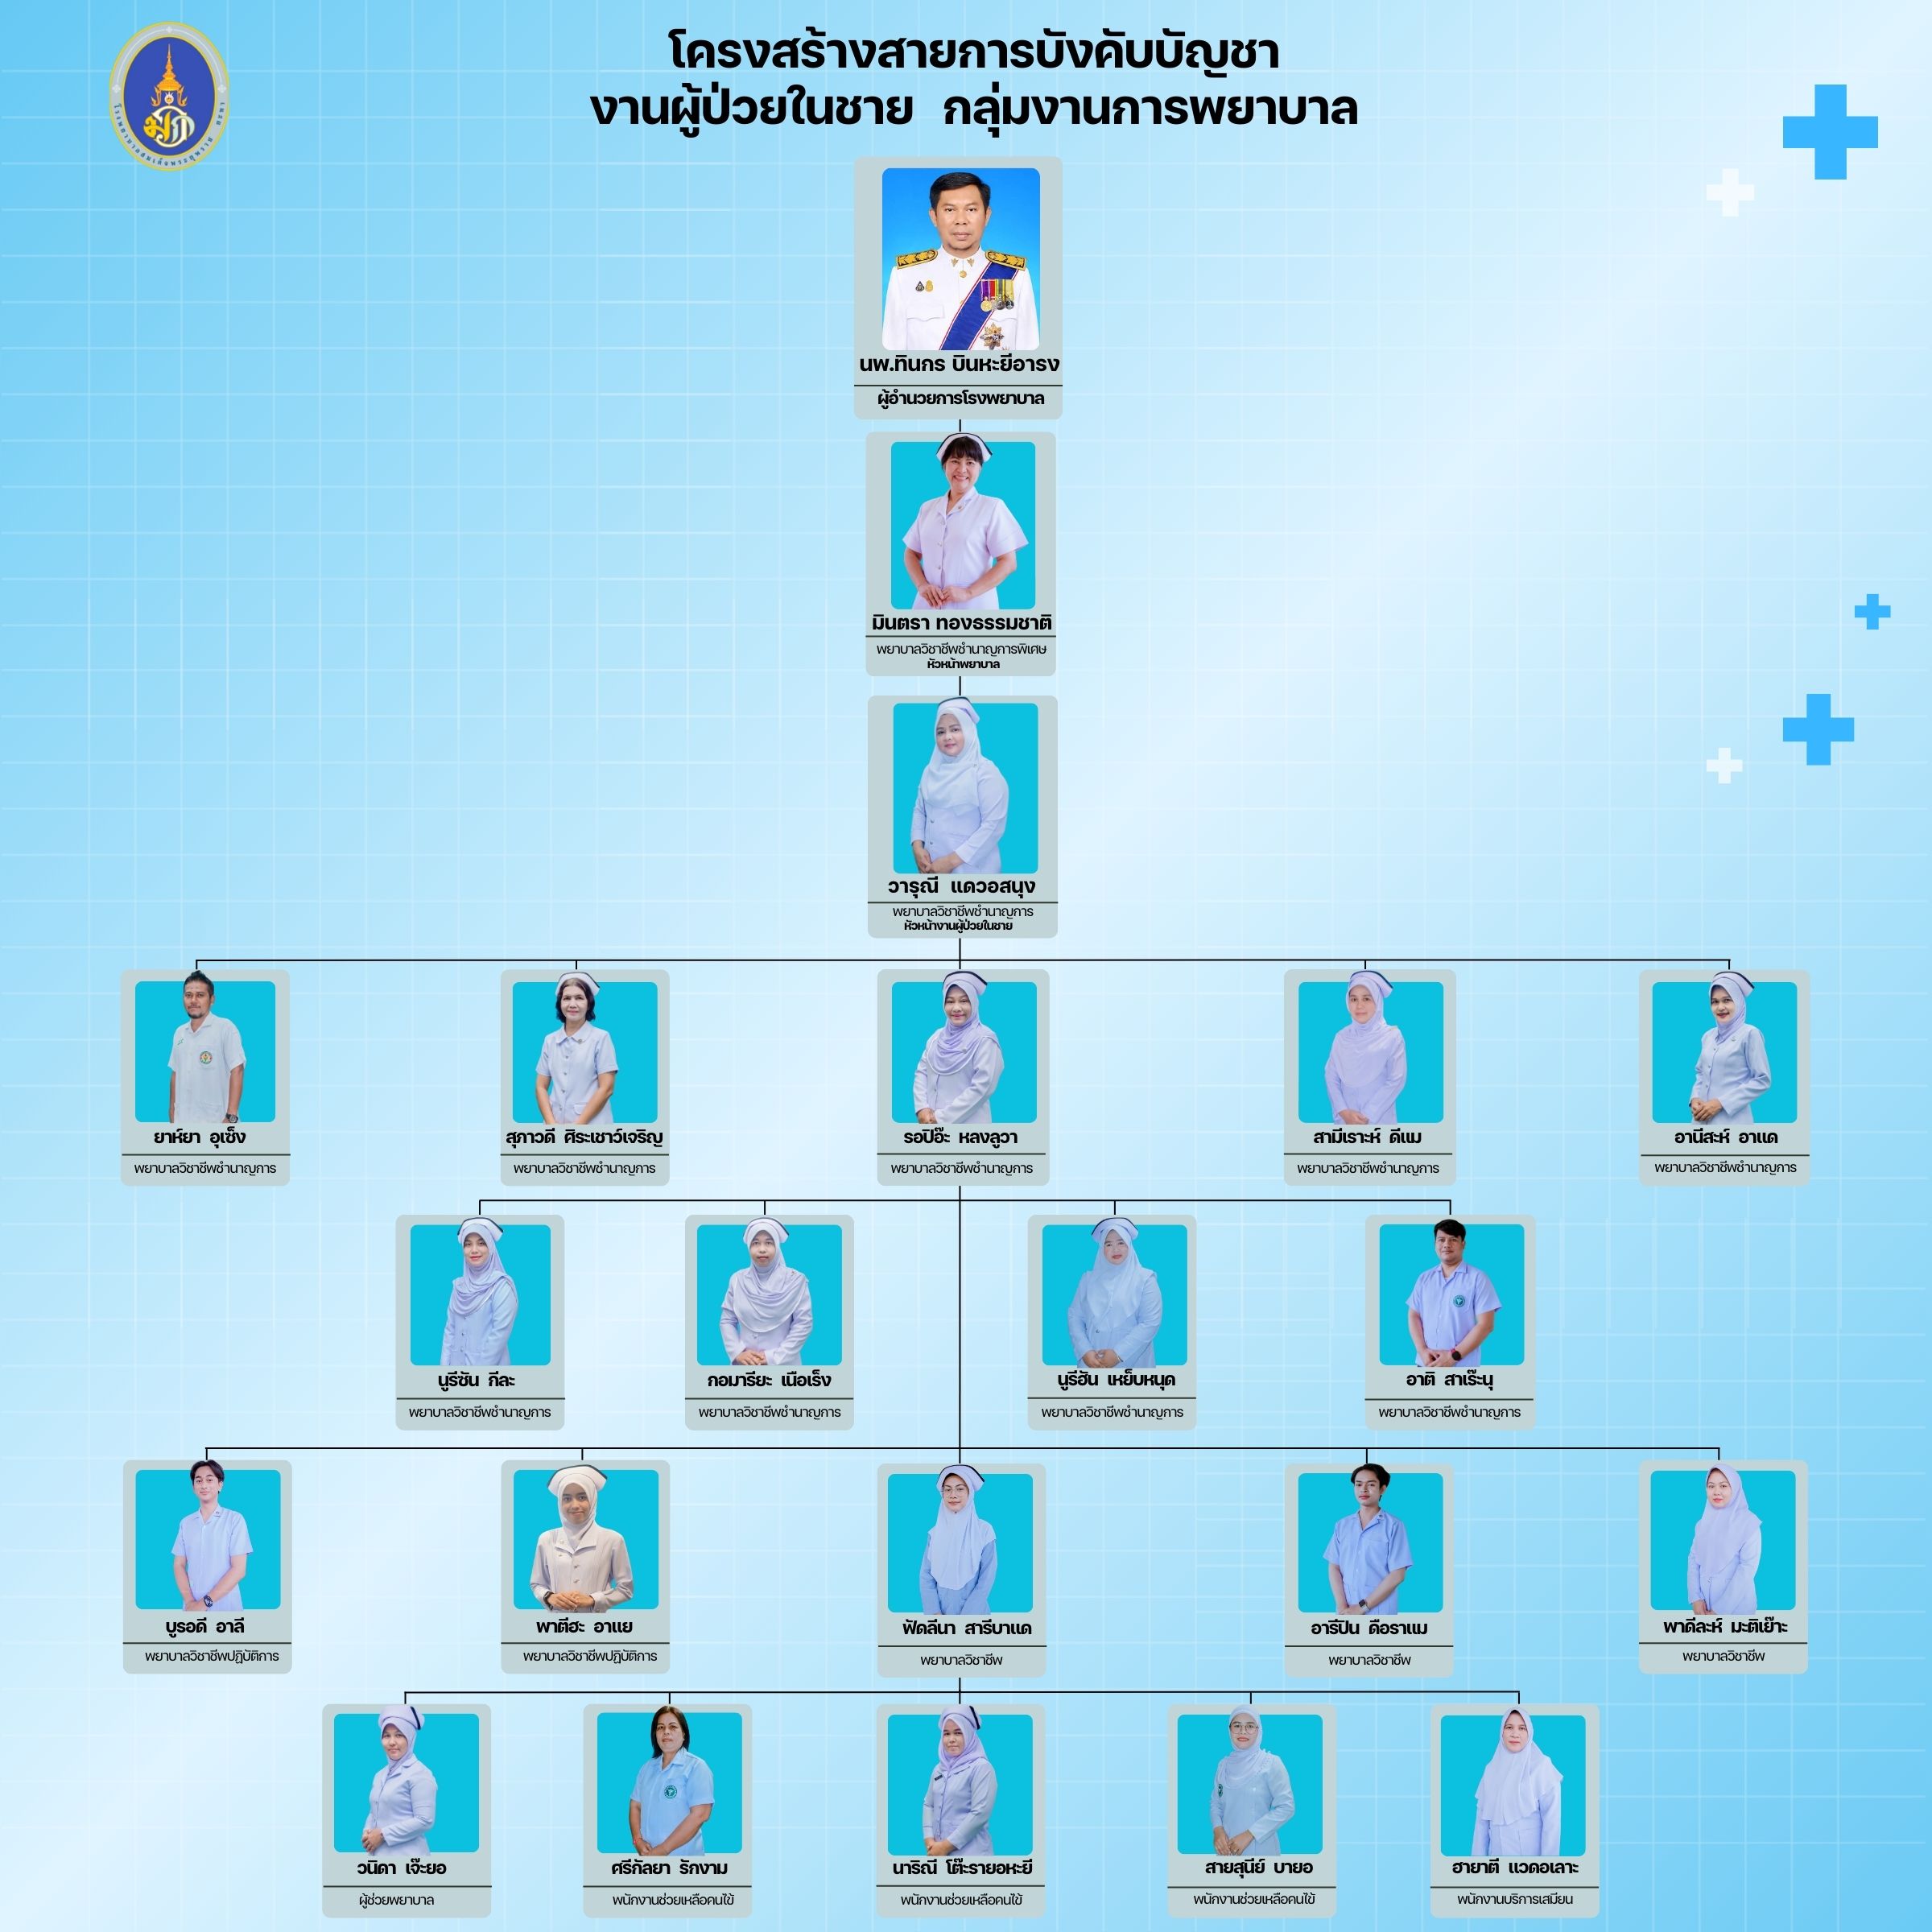 โครงสร้างสายการบังคับบัญชา
งานผู้ป่วยในชาย กลุ่มงานการพยาบาล
นพ.ทินกร บินหะยีอารง
ผู้อำนวยการโรงพยาบาล
มินตรา ทองธรรมชาติ
พยาบาลวิชาชีพชำนาญการพิเศษ
หัวหน้าพยาบาล
วารุณี แดวอสนุง
พยาบาลวิชาชีพชำนาญการ
หัวหน้างานผู้ป่วยในชาย
ยาห์ยา อุเซ็ง
พยาบาลวิชาชีพชำนาญการ
สุภาวดี ศิระเชาว์เจริญ
พยาบาลวิชาชีพชำนาญการ
รอปิอ๊ะ หลงลูวา
พยาบาลวิชาชีพชำนาญการ
สามีเราะห์ ดีแม
พยาบาลวิชาชีพชำนาญการ
อานีสะห์ อาแด
พยาบาลวิชาชีพชำนาญการ
นูรีซัน กีละ
พยาบาลวิชาชีพชำนาญการ
กอมารียะ เนือเร็ง
พยาบาลวิชาชีพชำนาญการ
นูรีฮัน เหย็บหนุด
พยาบาลวิชาชีพชำนาญการ
อาติ สาเร๊ะนุ
พยาบาลวิชาชีพชำนาญการ
บูรอดี อาลี
พยาบาลวิชาชีพปฏิบัติการ
พาตีฮะ อาแย
พยาบาลวิชาชีพปฏิบัติการ
ฟัดลีนา สารีบาแด
พยาบาลวิชาชีพ
อารีปัน ดือราแม
พยาบาลวิชาชีพ
พาดีละห์ มะติเย๊าะ
พยาบาลวิชาชีพ
วนิดา เจ๊ะยอ
ผู้ช่วยพยาบาล
ศรีกัลยา รักงาม
พนักงานช่วยเหลือคนไข้
นาริณี โต๊ะรายอหะยี
พนักงานช่วยเหลือคนไข้
สายสุนีย์ บายอ
พนักงานช่วยเหลือคนไข้
ฮายาตี แวดอเลาะ
พนักงานบริการเสมียน